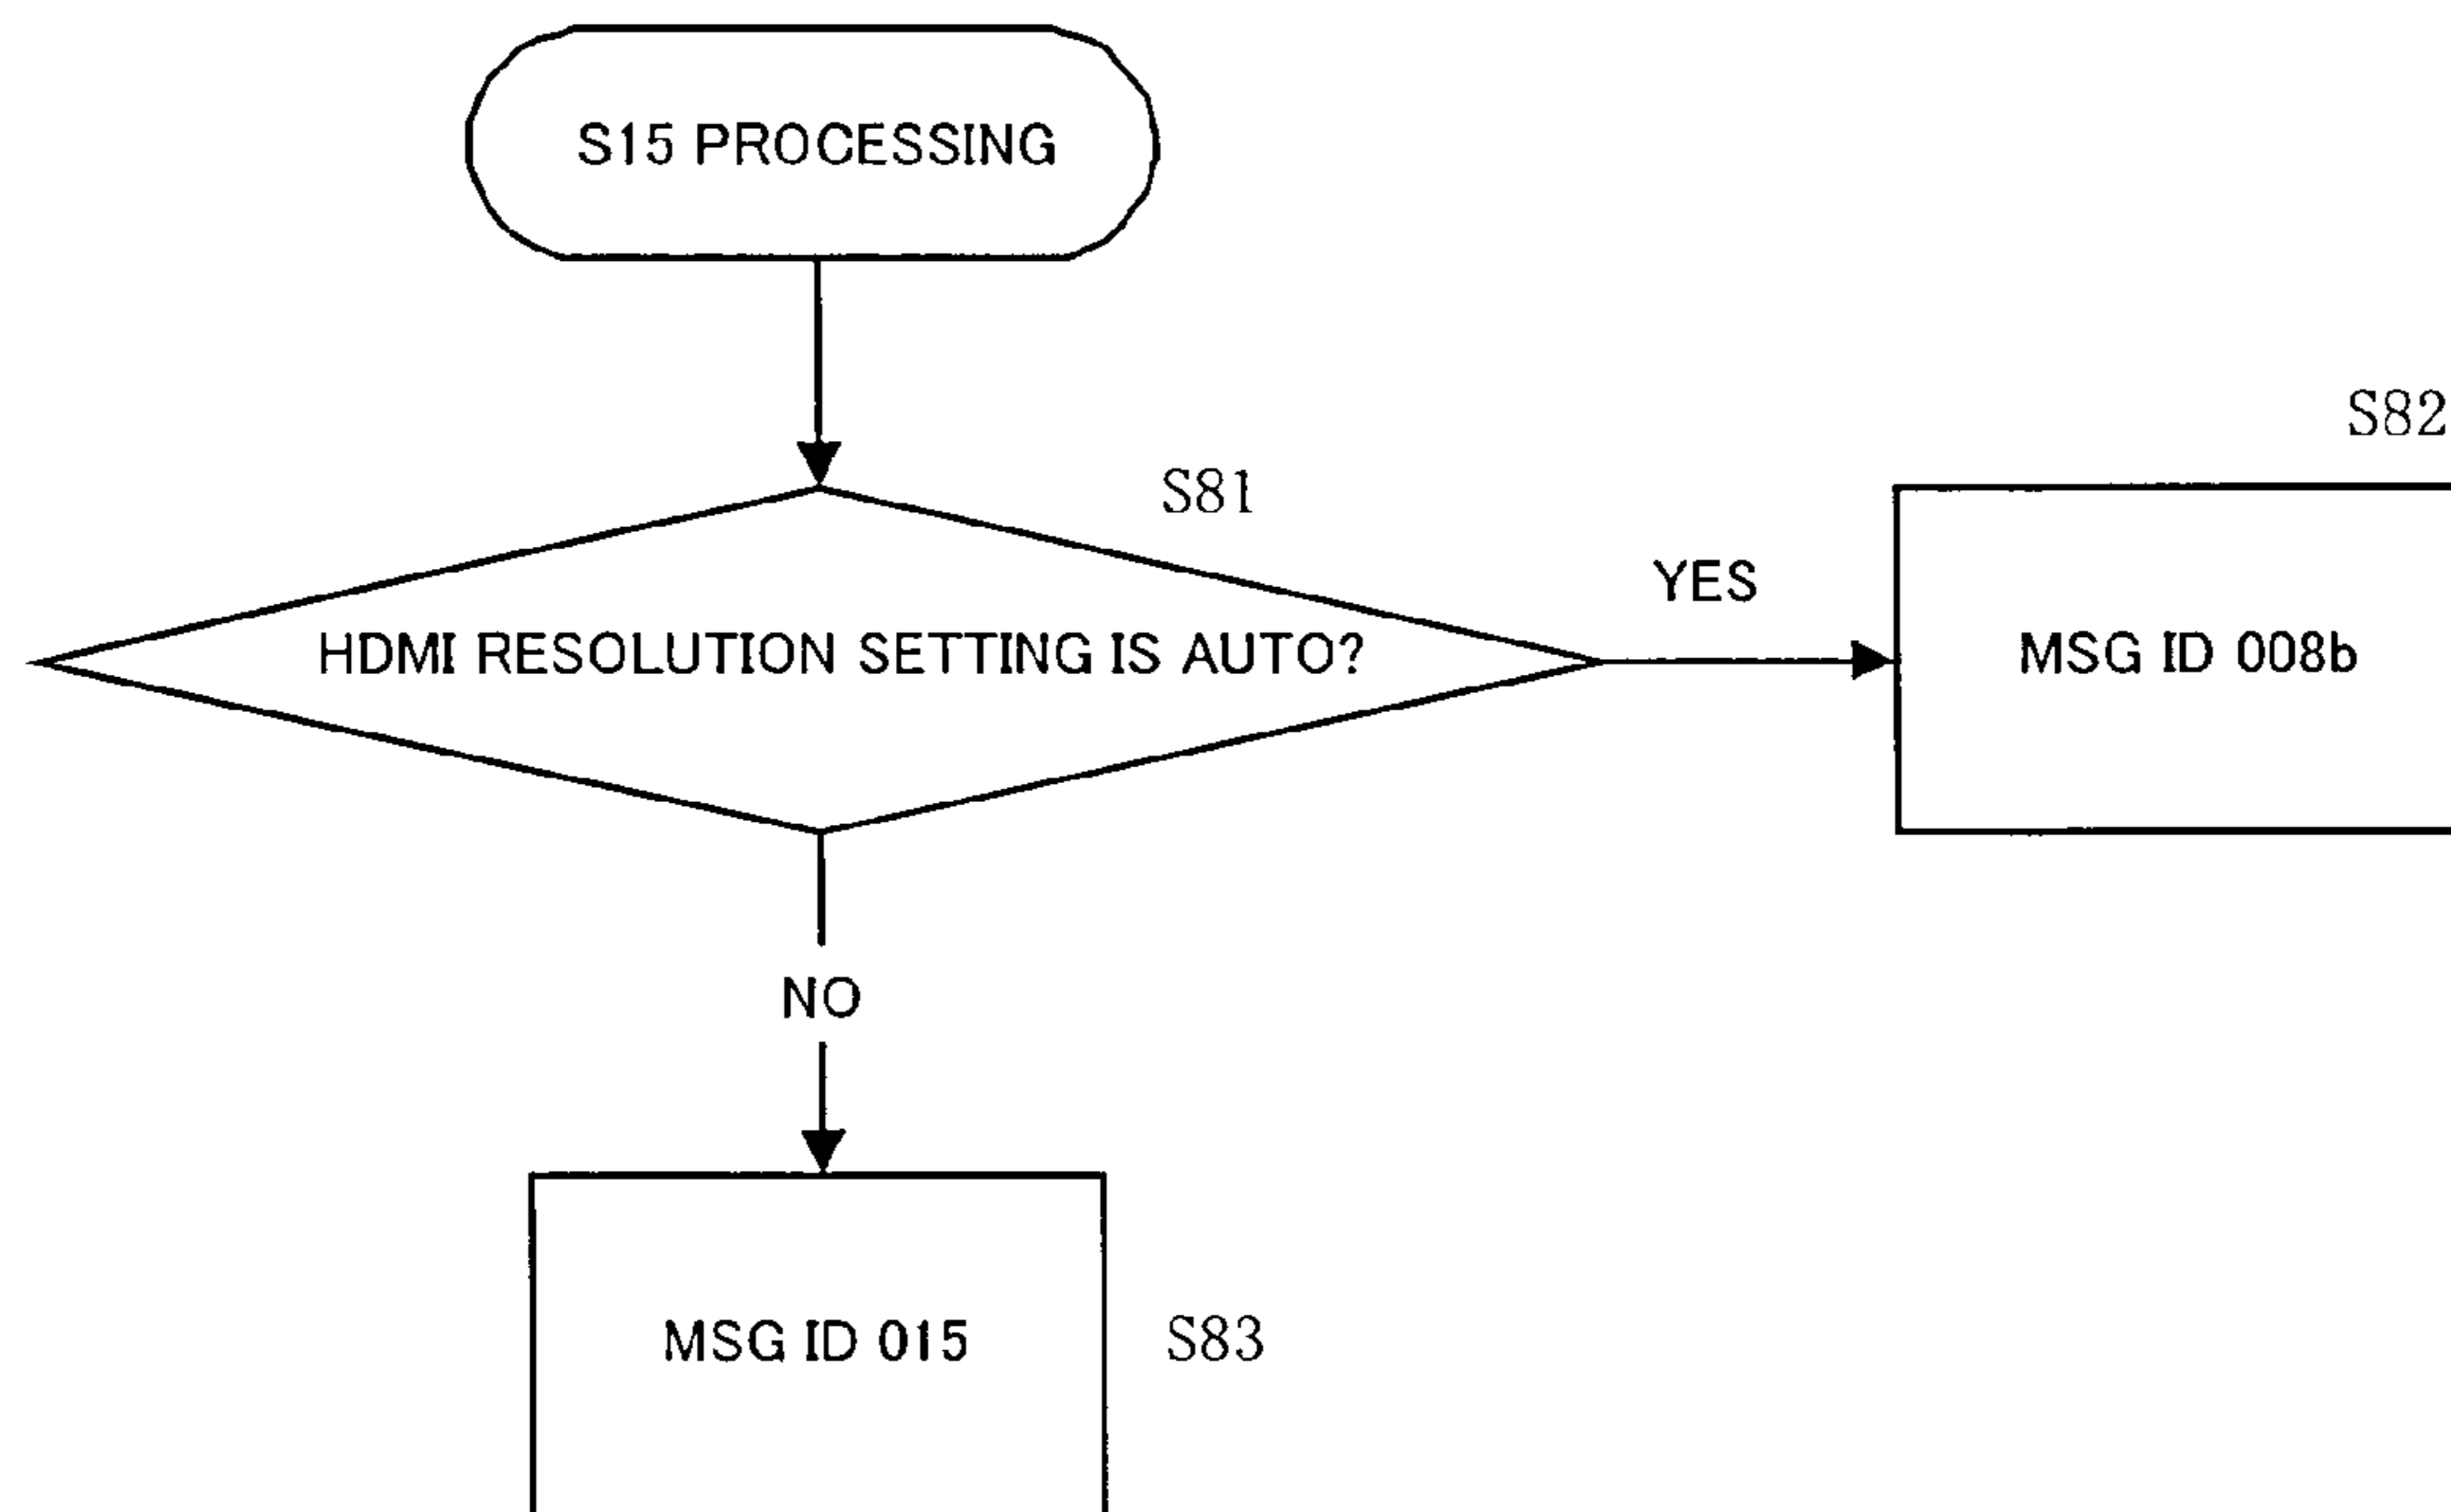 S15 PROCESSING
S82
S81
YES
HDMI RESOLUTION SETTING IS AUTO?
MSG ID 008b
NO
MSG ID 015
S83